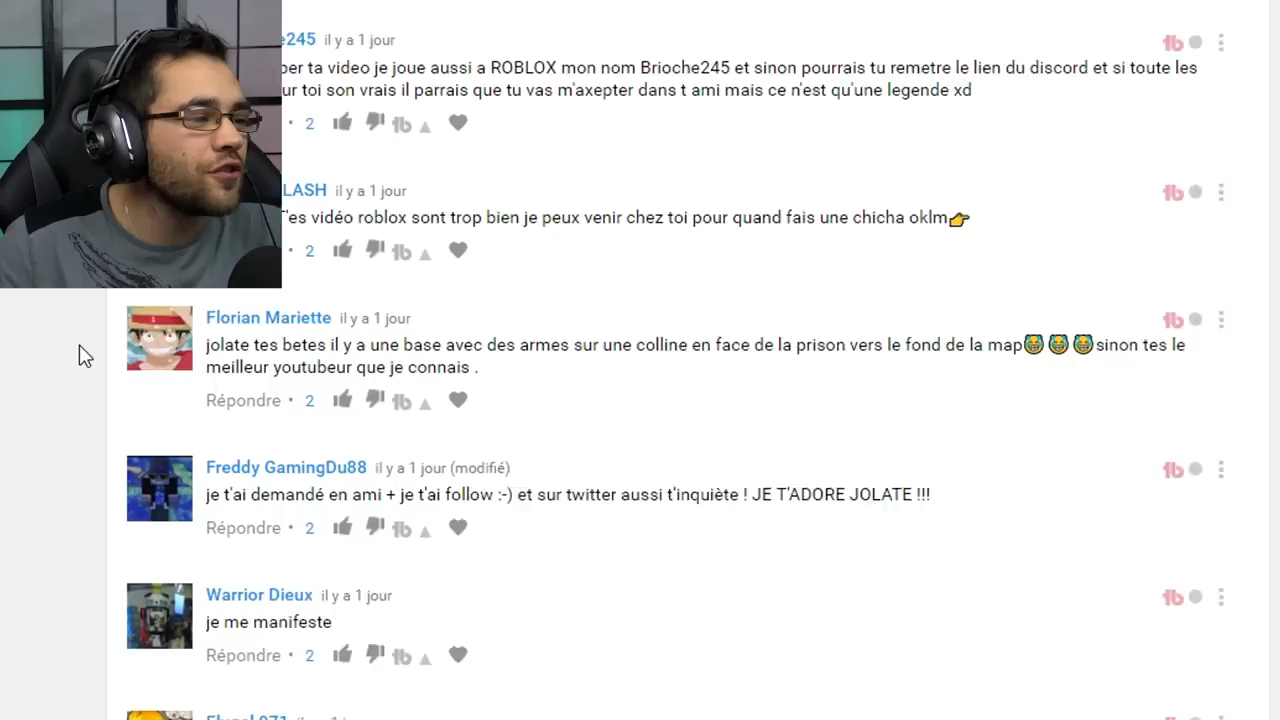 e245 il y a 1 jour
per ta video je joue aussi a ROBLOX mon nom Brioche245 et sinon pourrais tu remetre le lien du discord et si toute les
ur toi son vrais il parrais que tu vas m'axepter dans t ami mais ce n'est qu'une legende xd
• 2
LASH il y a 1 jour
T'es vidéo roblox sont trop bien je peux venir chez toi pour quand fais une chicha oklm👉
• 2
Florian Mariette il y a 1 jour
jolate tes betes il y a une base avec des armes sur une colline en face de la prison vers le fond de la map😹😹😹sinon tes le
meilleur youtubeur que je connais .
Répondre • 2
Freddy GamingDu88 il y a 1 jour (modifié)
je t'ai demandé en ami + je t'ai follow :-) et sur twitter aussi t'inquiète ! JE T'ADORE JOLATE !!!
Répondre • 2
Warrior Dieux il y a 1 jour
je me manifeste
Répondre • 2